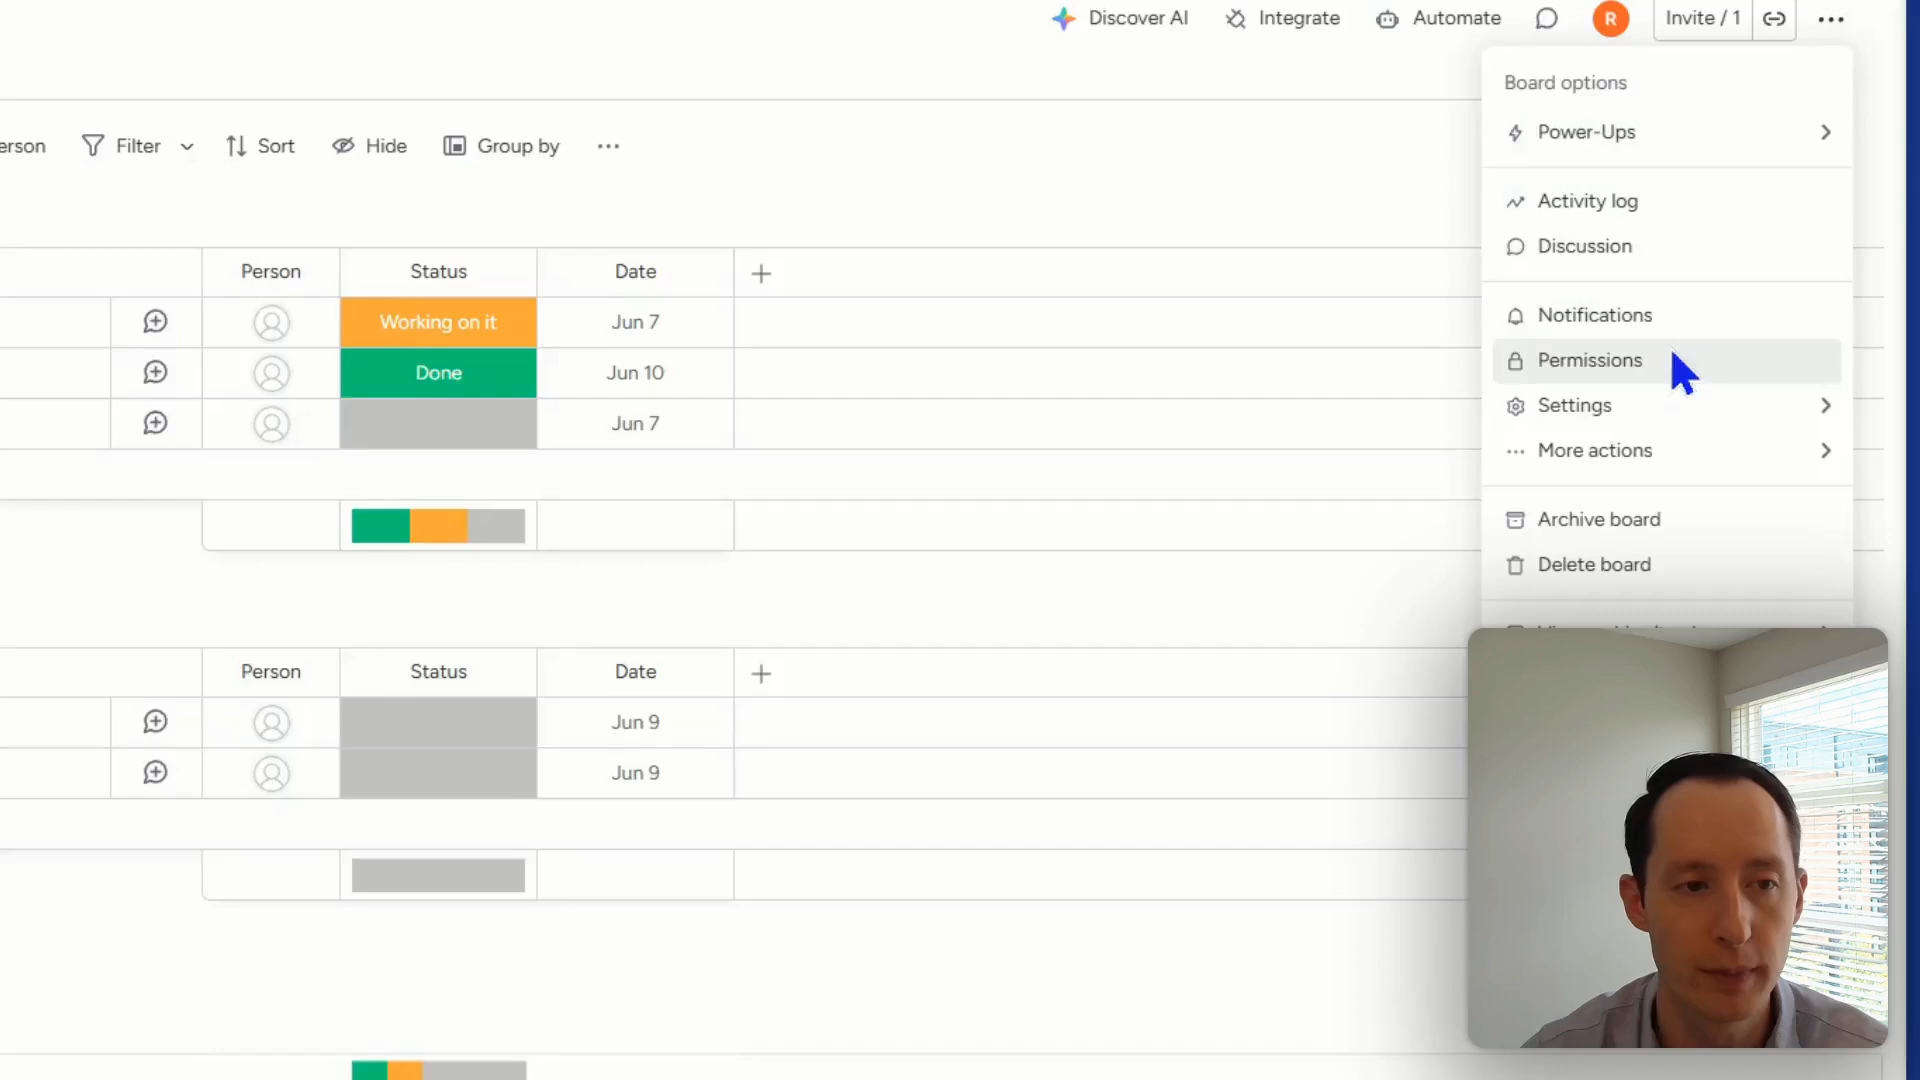 Discover AI
Integrate
Automate
R
Invite / 1
erson
Filter
Sort
Hide
Group by
Board options
Power-Ups
Activity log
Discussion
Notifications
Permissions
Settings
More actions
Archive board
Delete board
Person
Status
Date
Working on it
Jun 7
Done
Jun 10
Jun 7
Person
Status
Date
Jun 9
Jun 9